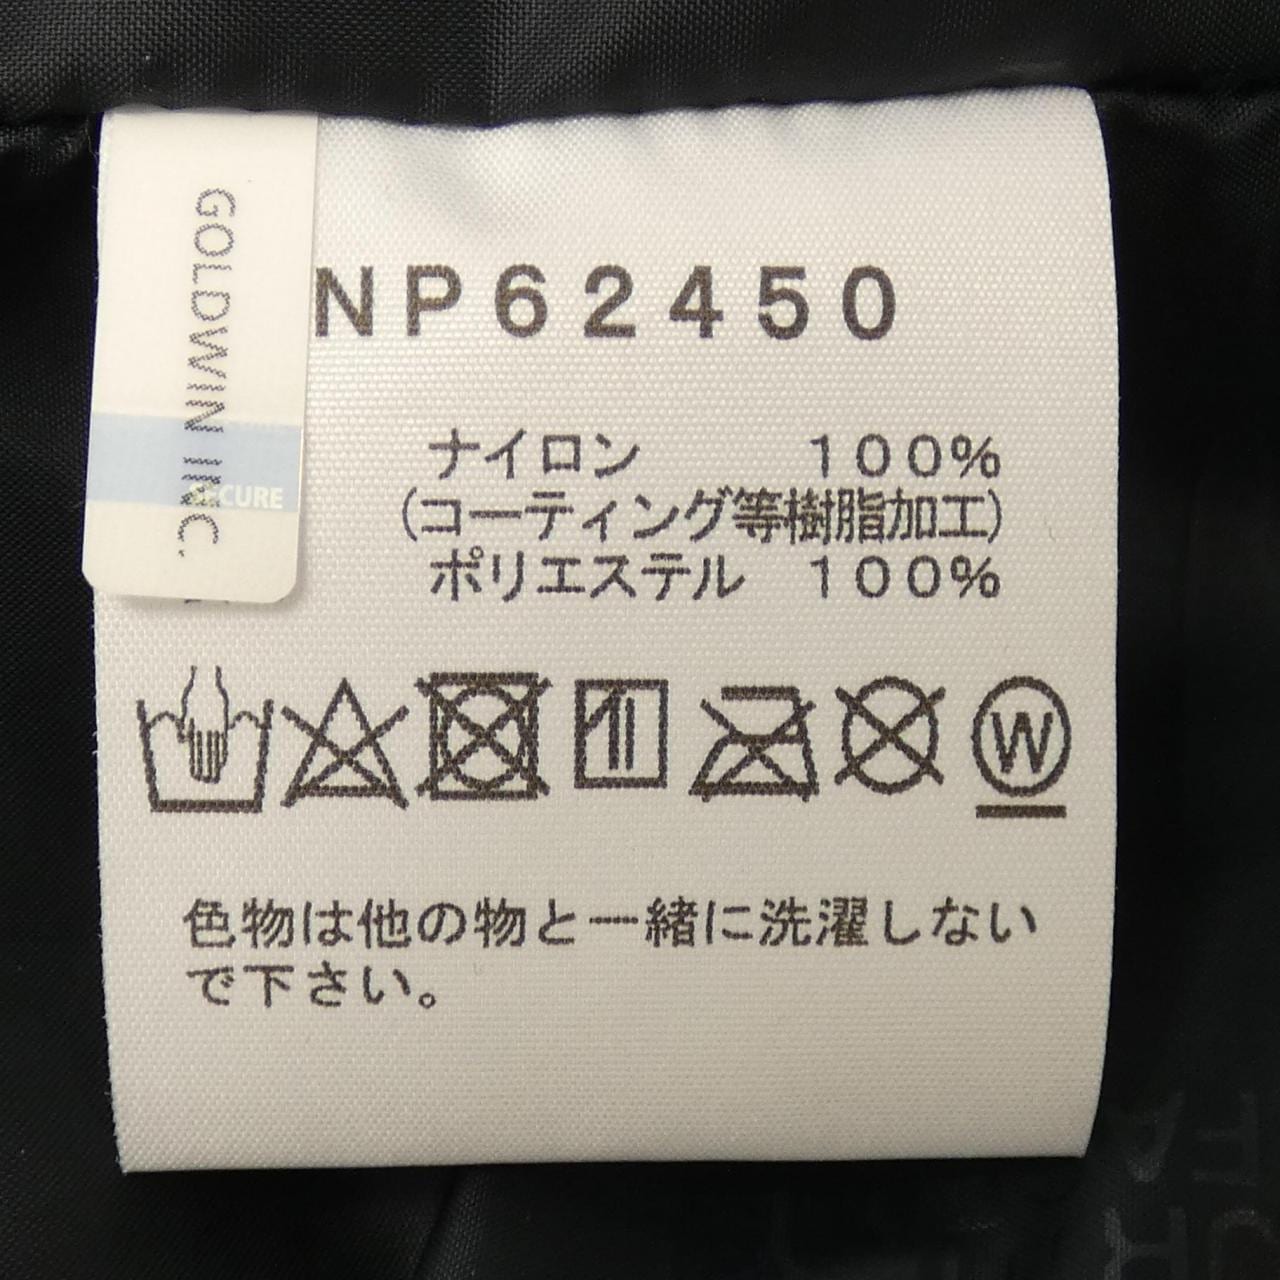 GOLDWIN INC.
SECURE
NP62450
ナイロン 100%
(コーティング等樹脂加工)
ポリエステル 100%
W
色物は他の物と一緒に洗濯しない
で下さい。